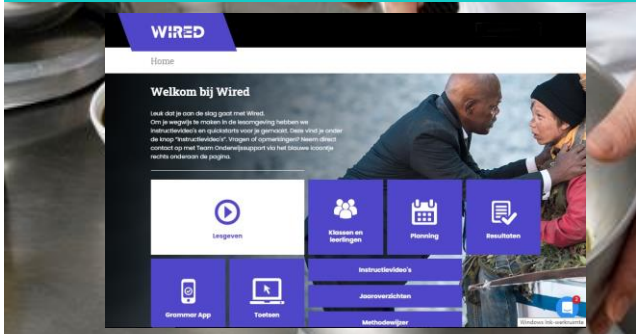 WIRED
Home
Welkom bij Wired
Leuk dat je aan de slag gaat met Wired.
Om je wegwijs te maken in de lesomgeving hebben we
instructievideo's en quickstarts voor je gemaakt. Deze vind je onder
de knop "Instructievideo's". Vragen of opmerkingen? Neem direct
contact op met Team Onderwijssupport via het blauwe icoontje
rechts onderaan de pagina.
Lesgeven
Klassen en
leerlingen
Planning
Resultaten
Instructievideo's
Jaaroverzichten
Methodewijzer
Grammar App
Toetsen
2
Windows Ink-werkruimte